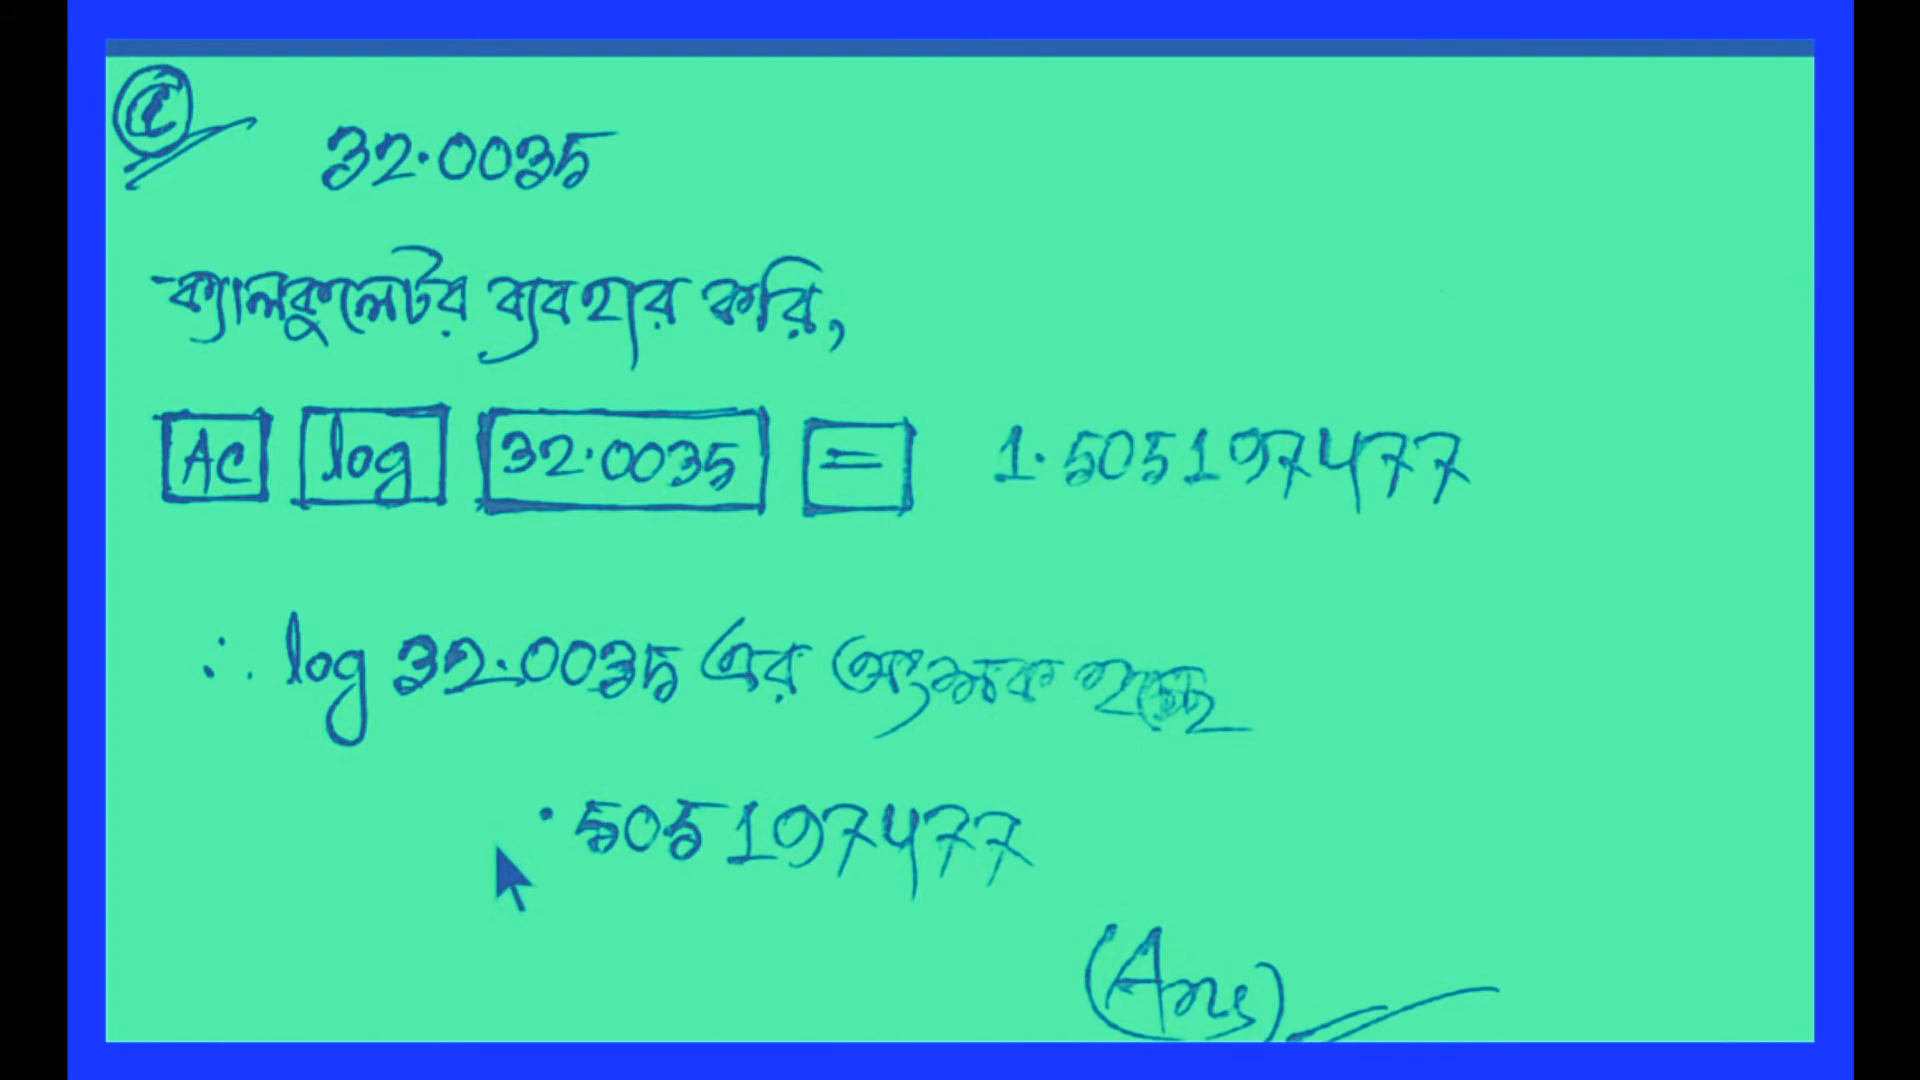 C
32.0035
ক্যালকুলেটর ব্যবহার করি,
AC log 32.0035 = 1.505197477
∴ log 32.0035 এর অংশক হচ্ছে
.505197477
(Ans)